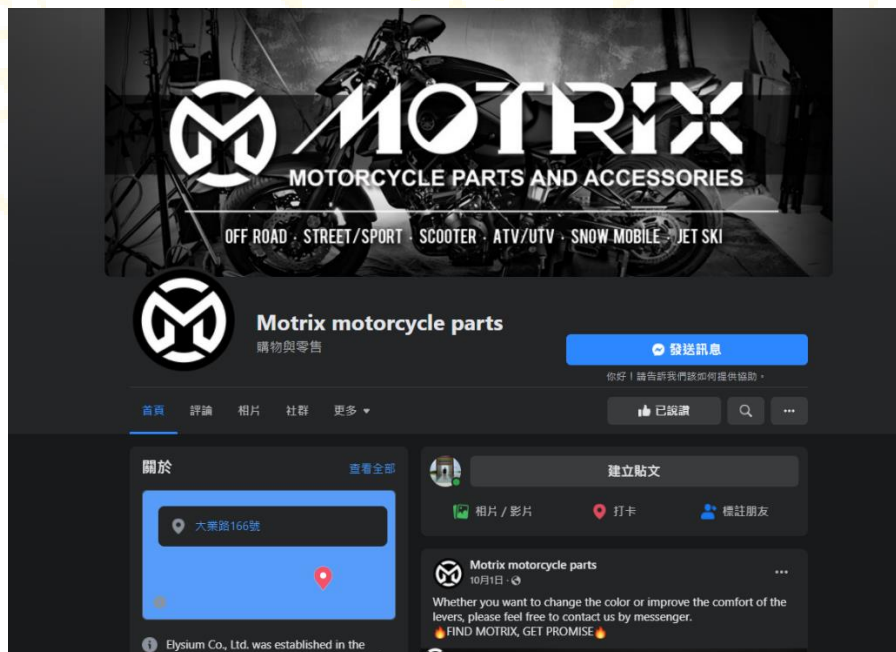 MOTRIX
MOTORCYCLE PARTS AND ACCESSORIES
OFF ROAD · STREET/SPORT · SCOOTER · ATV/UTV · SNOW MOBILE · JET SKI
Motrix motorcycle parts
購物與零售
發送訊息
你好！請告訴我們該如何提供協助。
首頁 評論 相片 社群 更多
已說讚
關於 查看全部
大業路166號
Elysium Co., Ltd. was established in the
建立貼文
相片 / 影片 打卡 標註朋友
Motrix motorcycle parts
10月1日
Whether you want to change the color or improve the comfort of the
levers, please feel free to contact us by messenger.
🔥FIND MOTRIX, GET PROMISE🔥